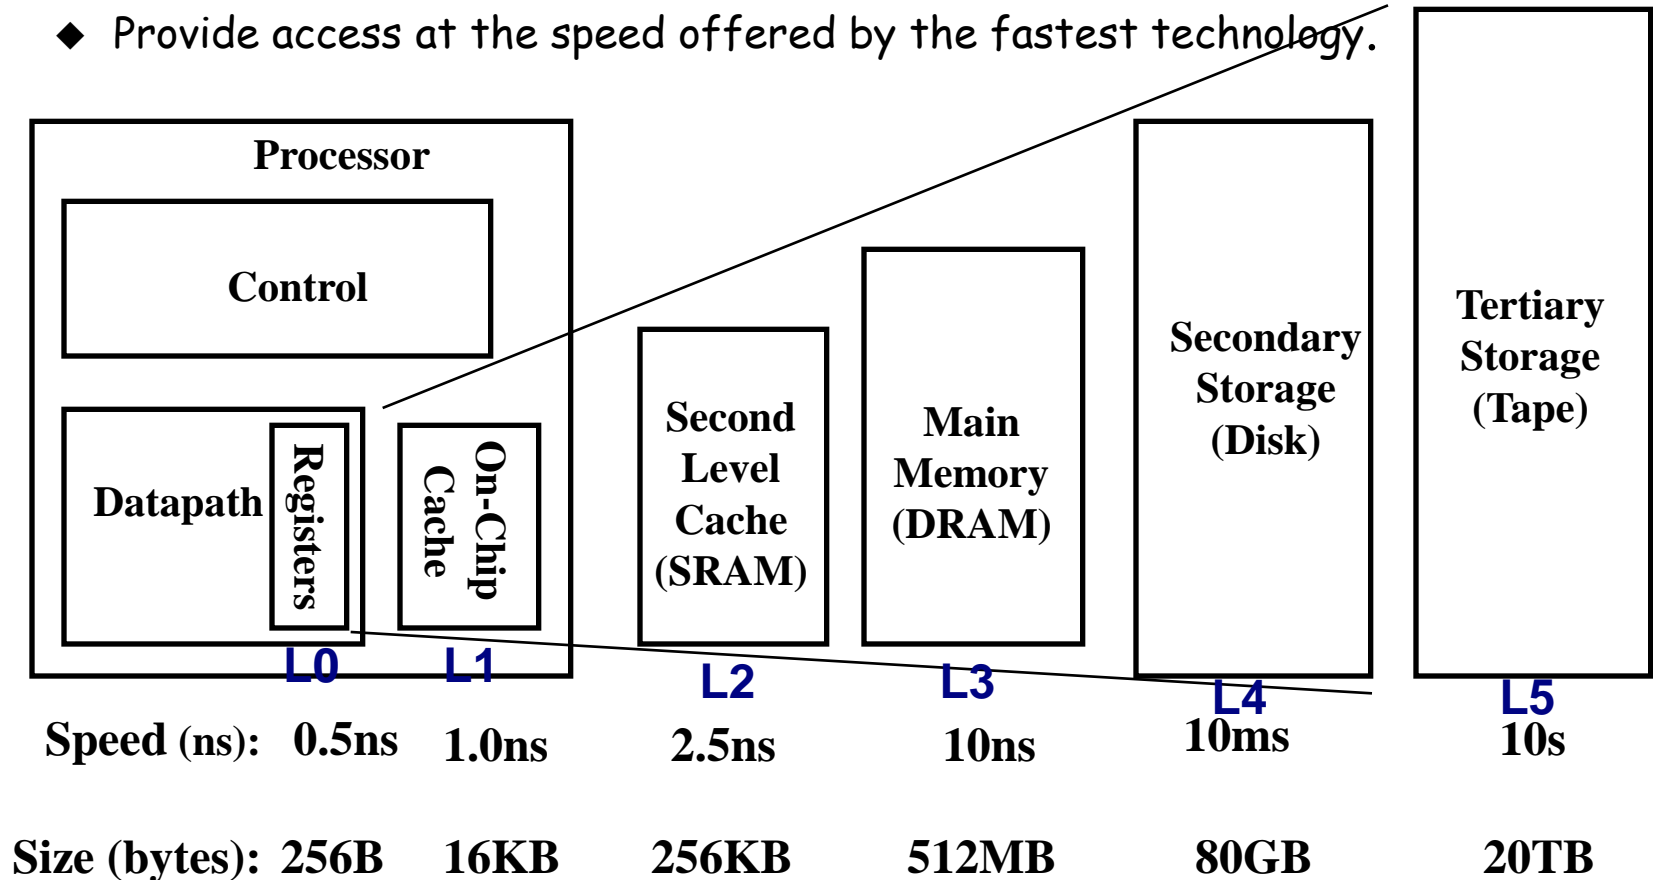 ◆ Provide access at the speed offered by the fastest technology.
Processor
Control
Datapath
Registers
On-Chip
Cache
Second
Level
Cache
(SRAM)
Main
Memory
(DRAM)
Secondary
Storage
(Disk)
Tertiary
Storage
(Tape)
L0 L1 L2 L3 L4 L5
Speed (ns): 0.5ns 1.0ns 2.5ns 10ns 10ms 10s
Size (bytes): 256B 16KB 256KB 512MB 80GB 20TB